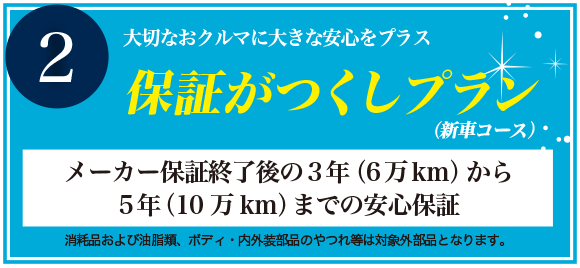 2
大切なおクルマに大きな安心をプラス
保証がつくしプラン
（新車コース）
メーカー保証終了後の３年（６万km）から
５年（10 万 km）までの安心保証
消耗品および油脂類、ボディ・内外装部品のやつれ等は対象外部品となります。